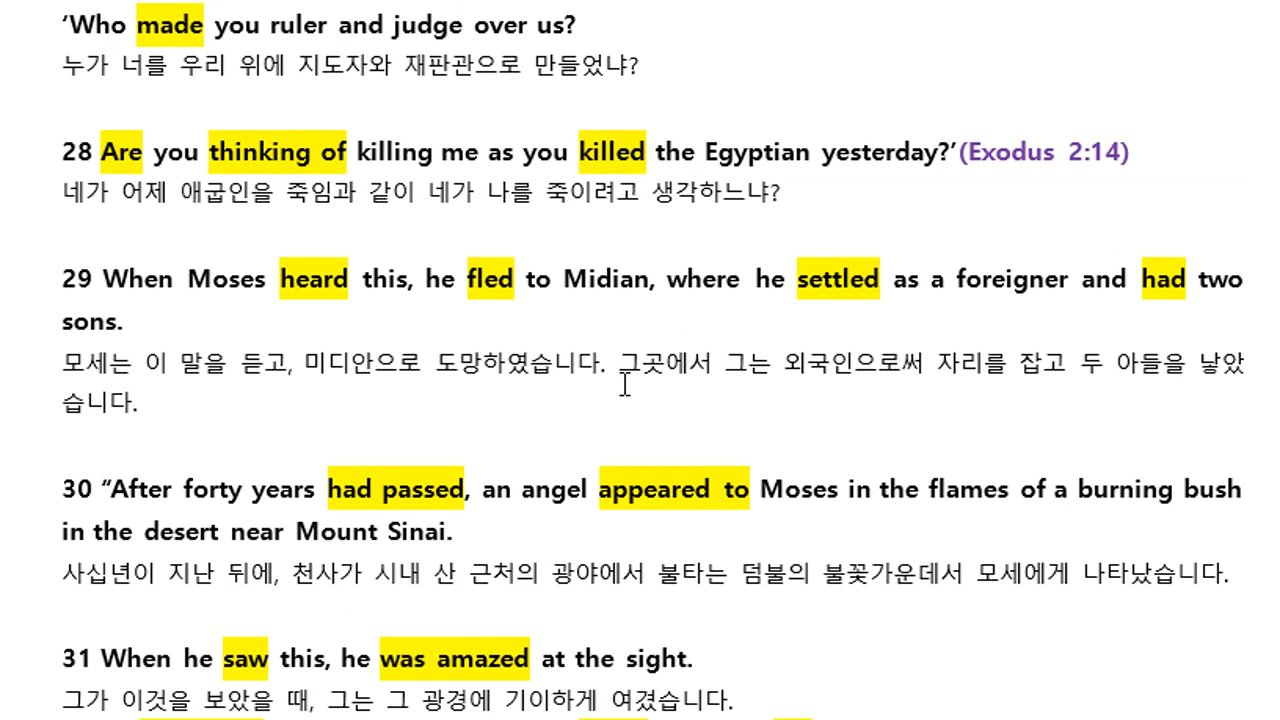 ‘Who made you ruler and judge over us?
누가 너를 우리 위에 지도자와 재판관으로 만들었냐?
28 Are you thinking of killing me as you killed the Egyptian yesterday?’(Exodus 2:14)
네가 어제 애굽인을 죽임과 같이 네가 나를 죽이려고 생각하느냐?
29 When Moses heard this, he fled to Midian, where he settled as a foreigner and had two
sons.
모세는 이 말을 듣고, 미디안으로 도망하였습니다. 그곳에서 그는 외국인으로써 자리를 잡고 두 아들을 낳았
습니다.
30 “After forty years had passed, an angel appeared to Moses in the flames of a burning bush
in the desert near Mount Sinai.
사십년이 지난 뒤에, 천사가 시내 산 근처의 광야에서 불타는 덤불의 불꽃가운데서 모세에게 나타났습니다.
31 When he saw this, he was amazed at the sight.
그가 이것을 보았을 때, 그는 그 광경에 기이하게 여겼습니다.